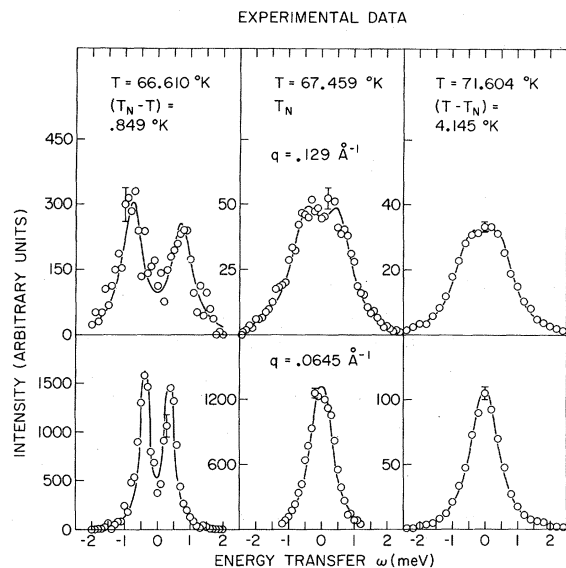 EXPERIMENTAL DATA
T = 66.610 °K
(T_N - T) =
.849 °K
T = 67.459 °K
T_N
T = 71.604 °K
(T - T_N) =
4.145 °K
q = .129 Å⁻¹
450
300
150
0
50
25
0
60
40
20
0
q = .0645 Å⁻¹
1500
1000
500
0
1200
600
100
50
-2 -1 0 1 2
-2 -1 0 1 2
-2 -1 0 1 2
INTENSITY (ARBITRARY UNITS)
ENERGY TRANSFER ω (meV)